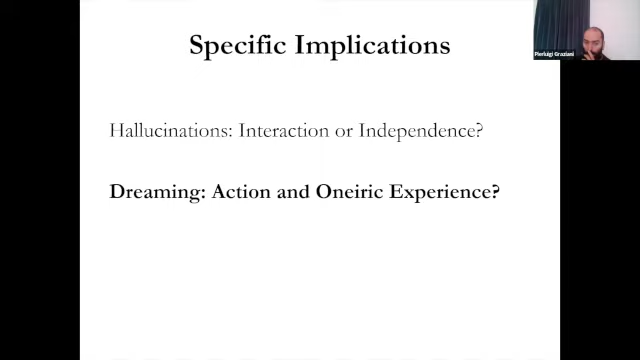 Specific Implications
Pierluigi Graziani
Hallucinations: Interaction or Independence?
Dreaming: Action and Oneiric Experience?